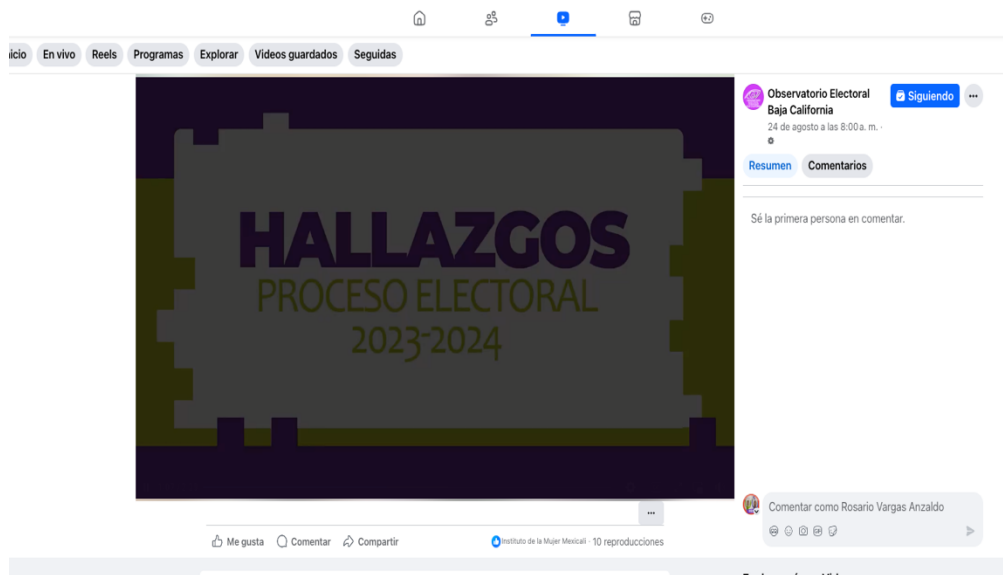 icio En vivo Reels Programas Explorar Videos guardados Seguidas
HALLAZGOS
PROCESO ELECTORAL
2023-2024
Observatorio Electoral
Baja California
Siguiendo
24 de agosto a las 8:00 a. m. ·
Resumen Comentarios
Sé la primera persona en comentar.
Comentar como Rosario Vargas Anzaldo
Me gusta Comentar Compartir
Instituto de la Mujer Mexicali · 10 reproducciones